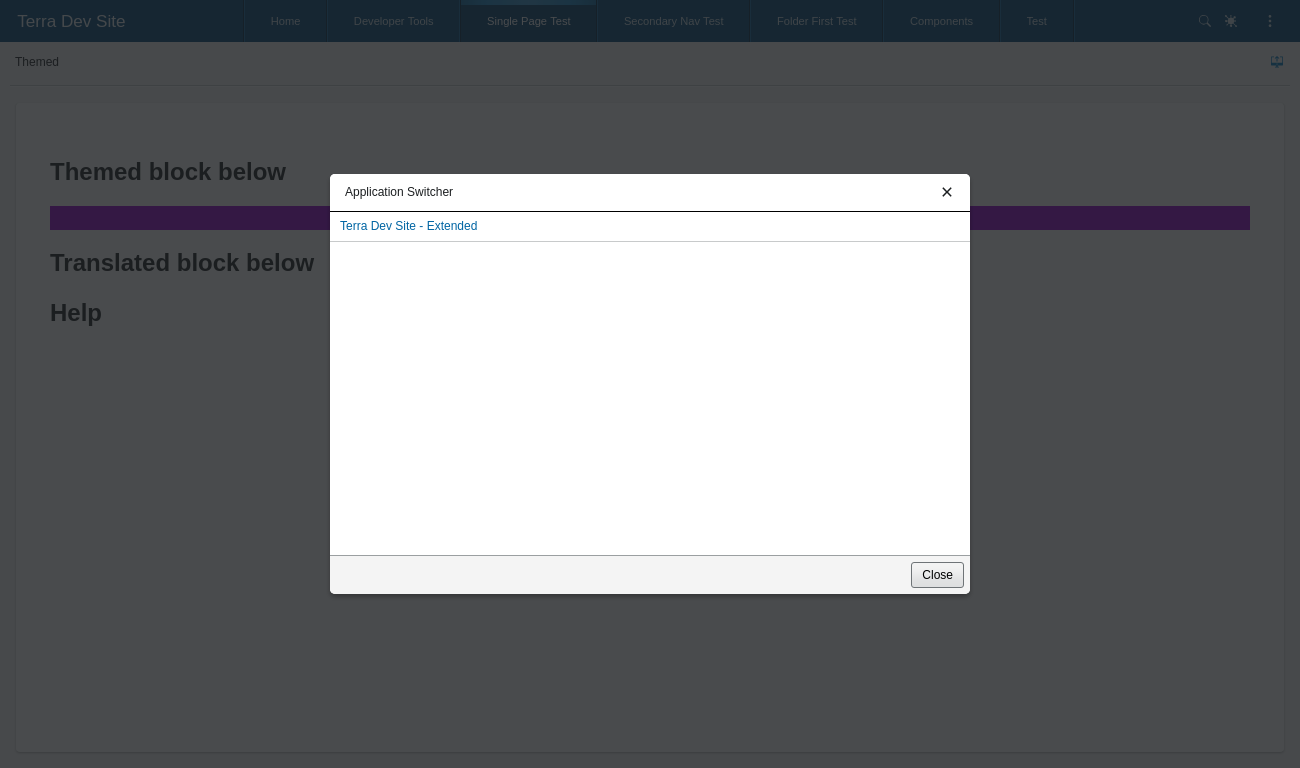 Terra Dev Site
Home
Developer Tools
Single Page Test
Secondary Nav Test
Folder First Test
Components
Test
Themed
Themed block below
Application Switcher
Terra Dev Site - Extended
Translated block below
Help
Close